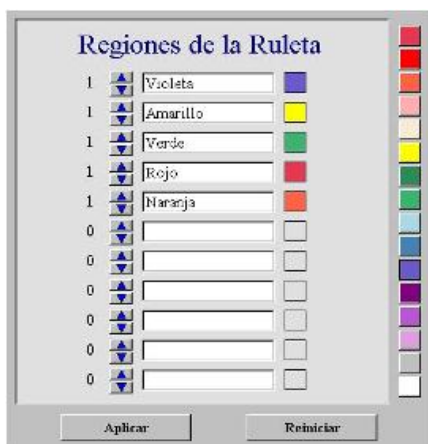 Regiones de la Ruleta
1 Violeta
1 Amarillo
1 Verde
1 Rojo
1 Naranja
0
0
0
0
0
0
Aplicar Reiniciar